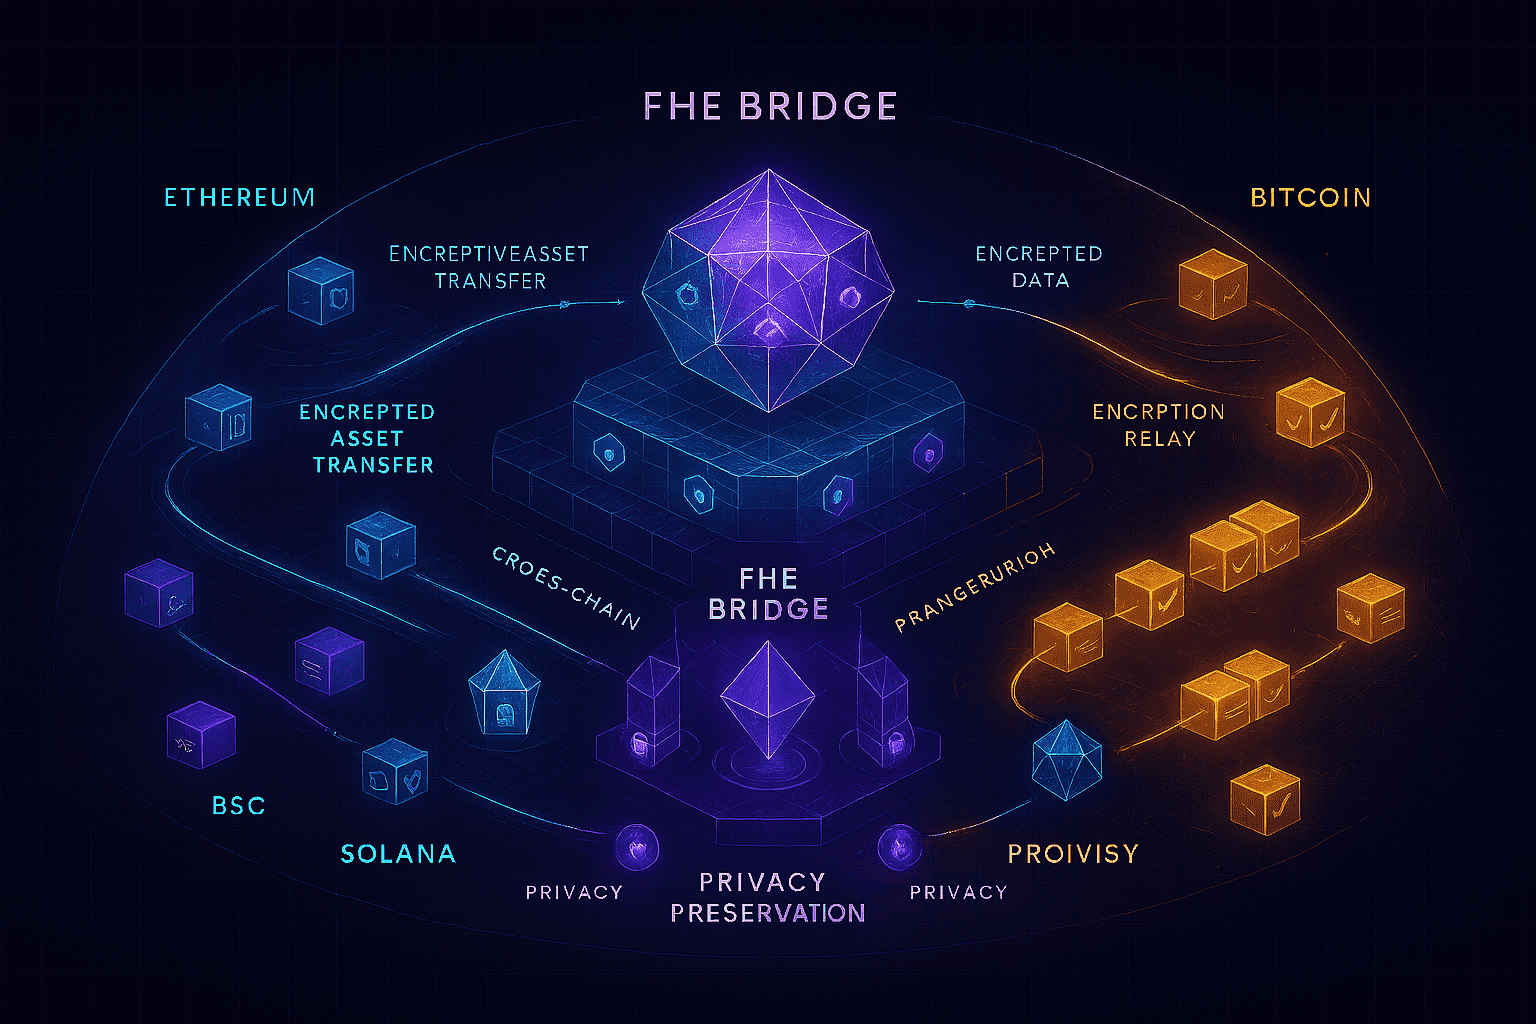 FHE BRIDGE
ETHEREUM
BITCOIN
ENCREPTIVEASSET
TRANSFER
ENCREPTED
DATA
ENCREPTED
ASSET
TRANSFER
ENCRPTION
RELAY
CROES-CHAIN
FHE
BRIDGE
PRANGERURIOH
BSC
SOLANA
PROIVISY
PRIVACY
PRIVACY
PRESERVATION
PRIVACY